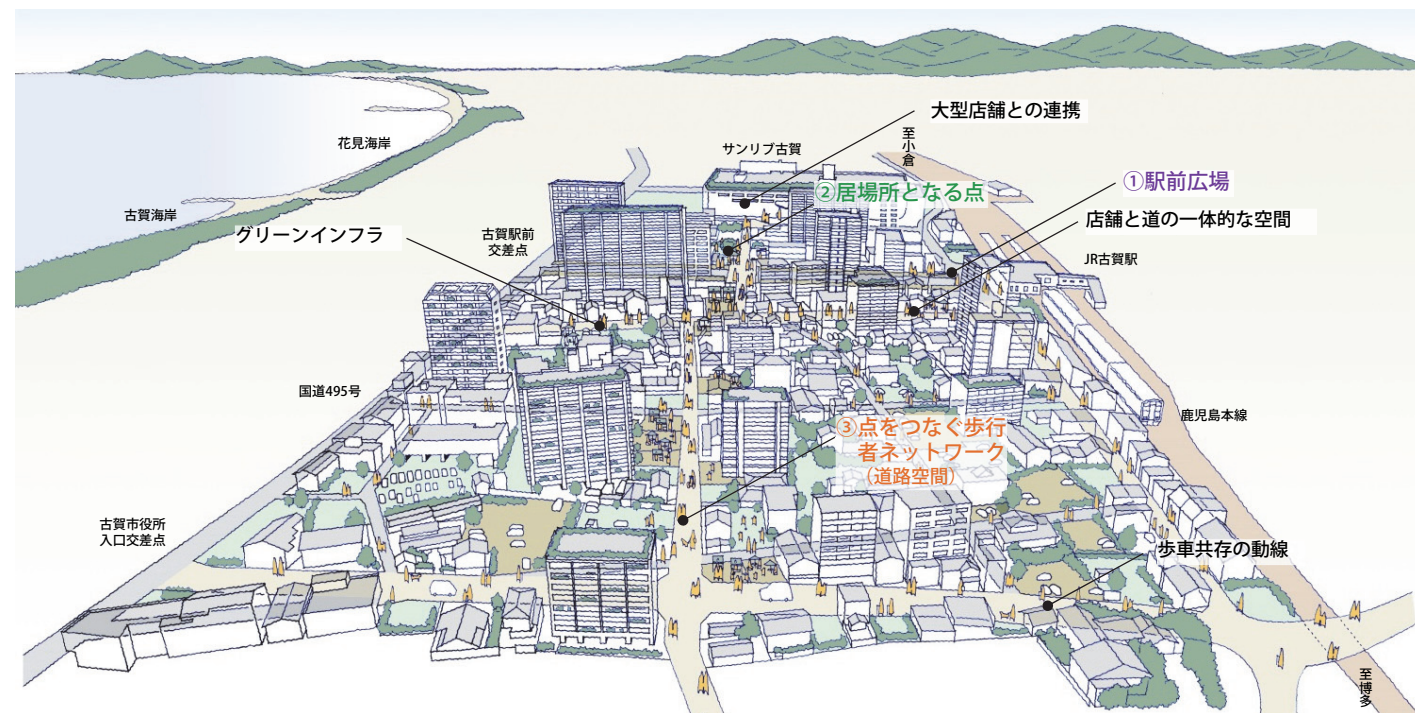 大型店舗との連携
至小倉
サンリブ古賀
花見海岸
①駅前広場
②居場所となる点
古賀海岸
店舗と道の一体的な空間
グリーンインフラ
古賀駅前
交差点
JR古賀駅
国道495号
鹿児島本線
③点をつなぐ歩行
者ネットワーク
（道路空間）
古賀市役所
入口交差点
歩車共存の動線
至博多